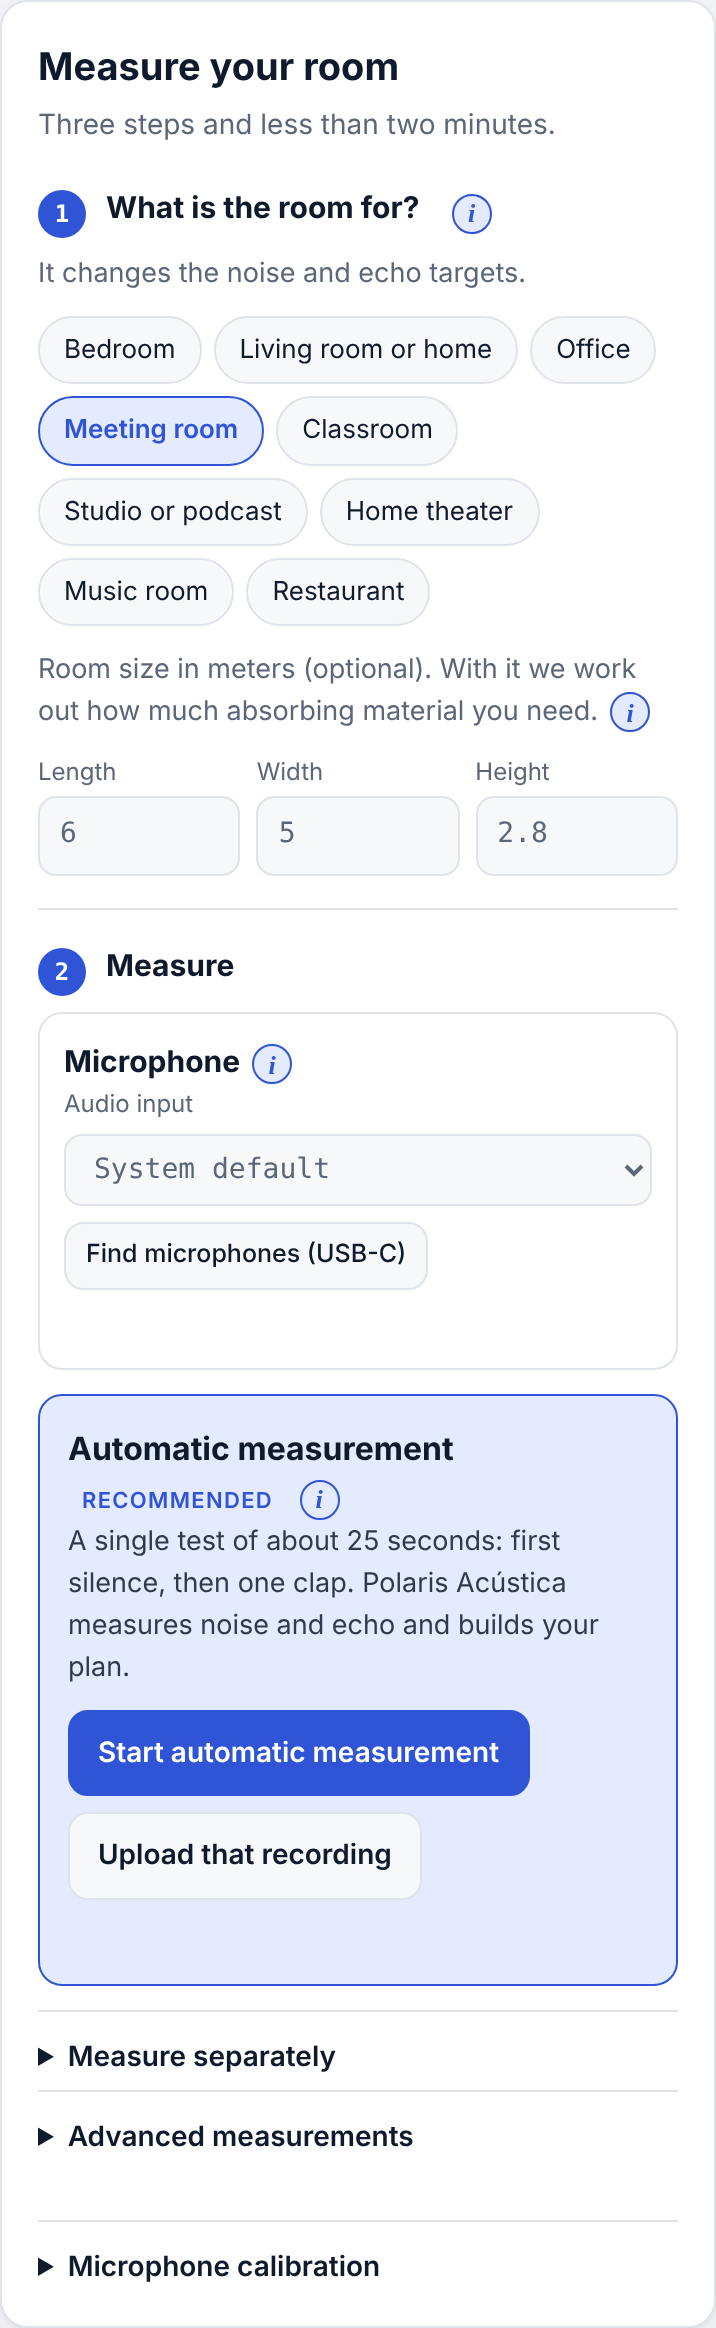 Measure your room
Three steps and less than two minutes.
1 What is the room for? i
It changes the noise and echo targets.
Bedroom Living room or home Office
Meeting room Classroom
Studio or podcast Home theater
Music room Restaurant
Room size in meters (optional). With it we work
out how much absorbing material you need. i
Length Width Height
6 5 2.8
2 Measure
Microphone i
Audio input
System default
Find microphones (USB-C)
Automatic measurement
RECOMMENDED i
A single test of about 25 seconds: first
silence, then one clap. Polaris Acústica
measures noise and echo and builds your
plan.
Start automatic measurement
Upload that recording
Measure separately
Advanced measurements
Microphone calibration